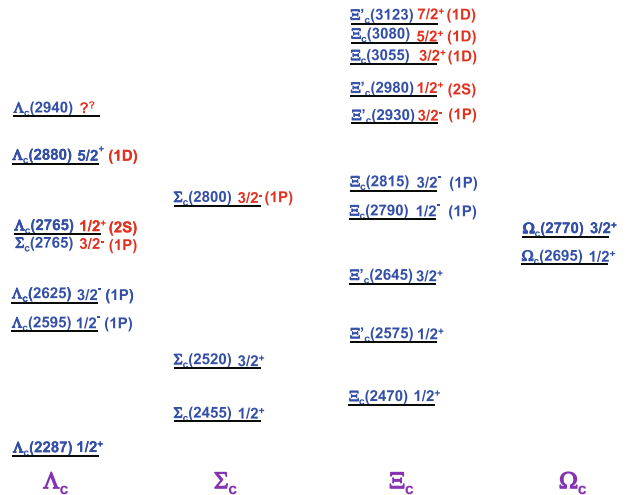 Λc(2940) ??
Λc(2880) 5/2+ (1D)
Λc(2765) 1/2+ (2S)
Σc(2765) 3/2- (1P)
Λc(2625) 3/2- (1P)
Λc(2595) 1/2- (1P)
Λc(2287) 1/2+
Λc
Σc(2800) 3/2- (1P)
Σc(2520) 3/2+
Σc(2455) 1/2+
Σc
Ξ'c(3123) 7/2+ (1D)
Ξc(3080) 5/2+ (1D)
Ξc(3055) 3/2+ (1D)
Ξ'c(2980) 1/2+ (2S)
Ξ'c(2930) 3/2- (1P)
Ξc(2815) 3/2- (1P)
Ξc(2790) 1/2- (1P)
Ξ'c(2645) 3/2+
Ξ'c(2575) 1/2+
Ξc(2470) 1/2+
Ξc
Ωc(2770) 3/2+
Ωc(2695) 1/2+
Ωc